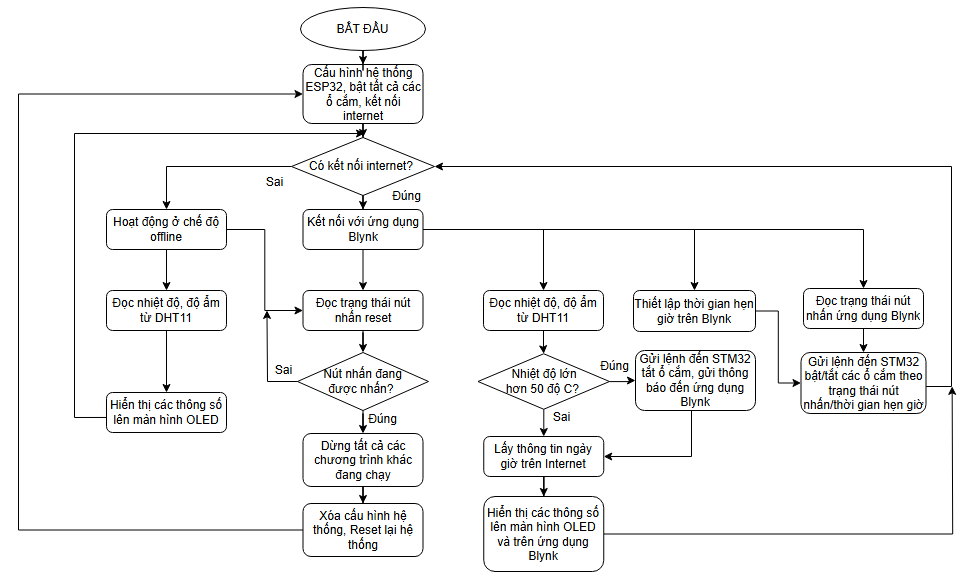 BẮT ĐẦU
Cấu hình hệ thống
ESP32, bật tất cả các
ổ cắm, kết nối
internet
Có kết nối internet?
Sai
Đúng
Hoạt động ở chế độ
offline
Kết nối với ứng dụng
Blynk
Đọc nhiệt độ, độ ẩm
từ DHT11
Đọc trạng thái nút
nhấn reset
Đọc nhiệt độ, độ ẩm
từ DHT11
Thiết lập thời gian hẹn
giờ trên Blynk
Đọc trạng thái nút
nhấn ứng dụng Blynk
Sai
Nút nhấn đang
được nhấn?
Đúng
Nhiệt độ lớn
hơn 50 độ C?
Đúng
Sai
Gửi lệnh đến STM32
tắt ổ cắm, gửi thông
báo đến ứng dụng
Blynk
Gửi lệnh đến STM32
bật/tắt các ổ cắm theo
trạng thái nút
nhấn/thời gian hẹn giờ
Hiển thị các thông số
lên màn hình OLED
Dừng tất cả các
chương trình khác
đang chạy
Lấy thông tin ngày
giờ trên Internet
Xóa cấu hình hệ
thống, Reset lại hệ
thống
Hiển thị các thông số
lên màn hình OLED
và trên ứng dụng
Blynk